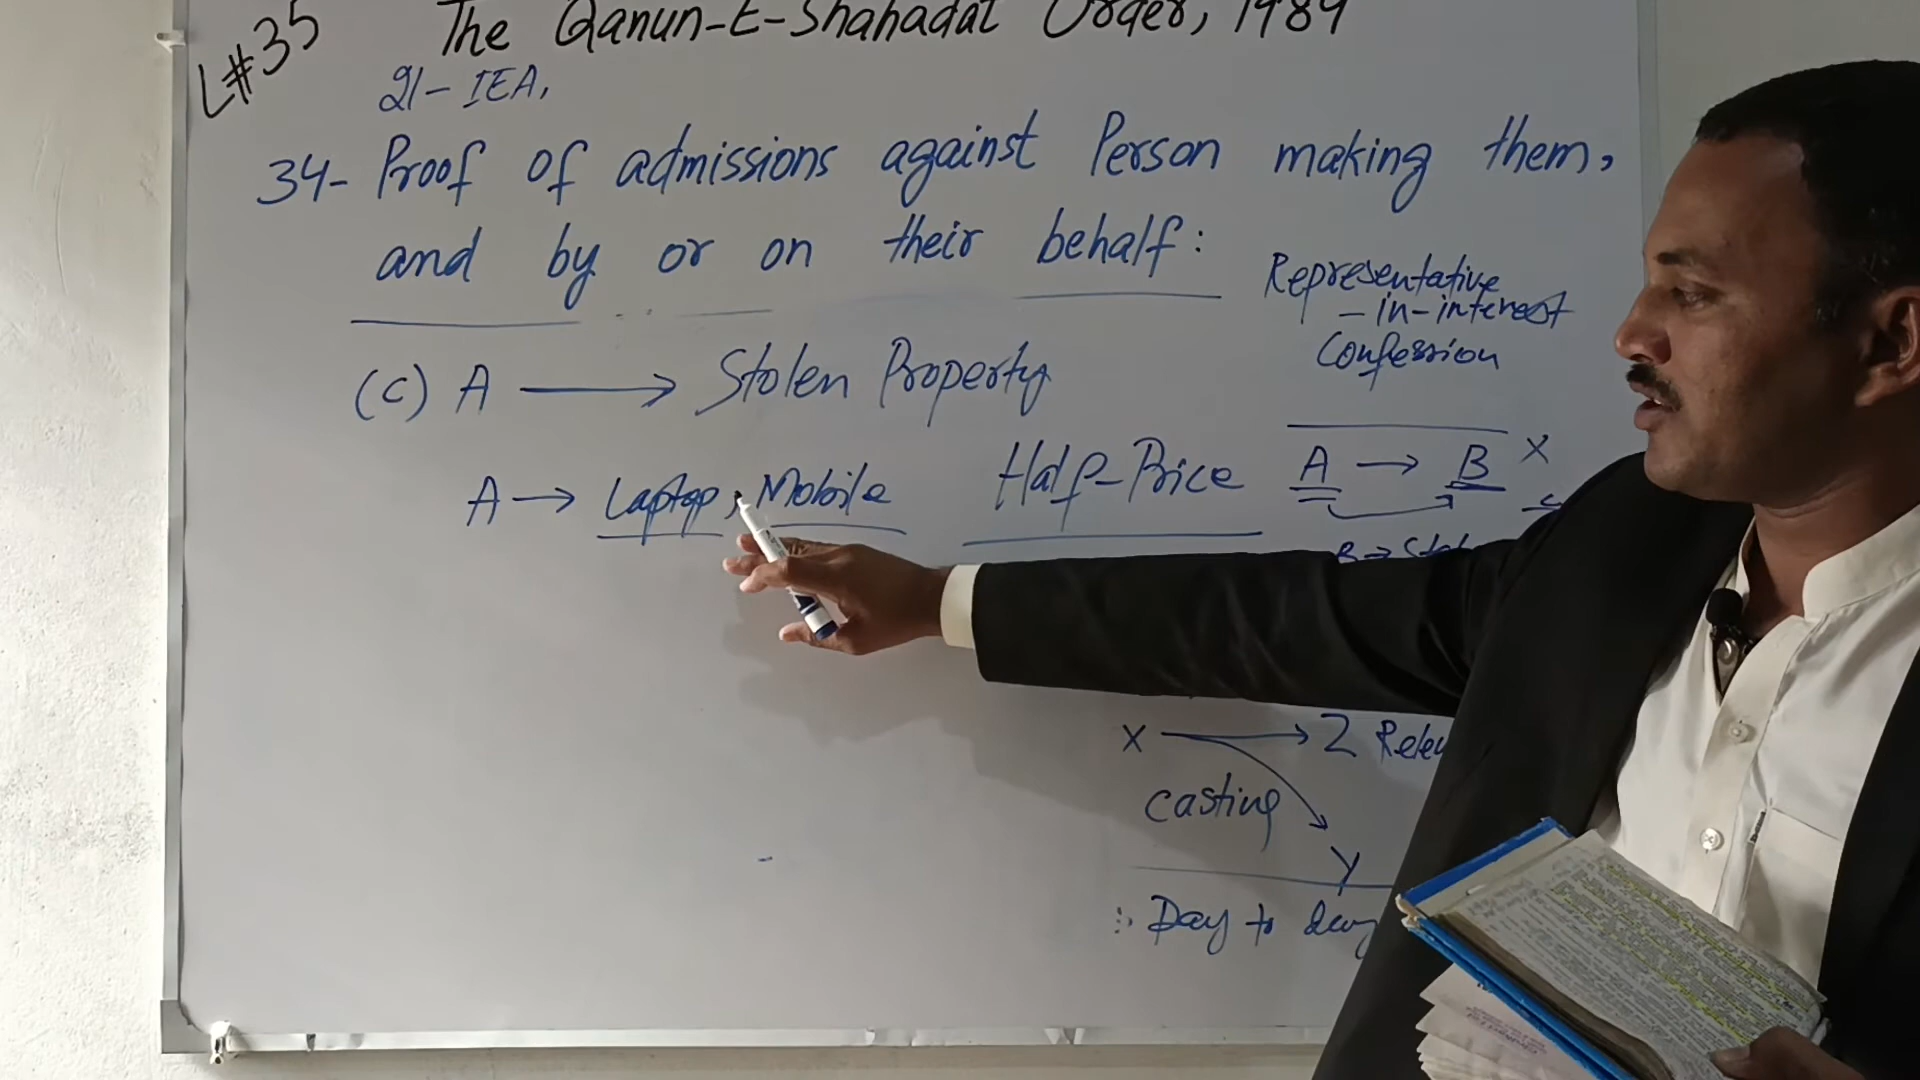 L#35
The Qanun-E-Shahadat Order, 1984
21- IEA,
34- Proof of admissions against Person making them,
and by or on their behalf:
Representative
- in-interest
Confession
(c) A → Stolen Property
A → Laptop, Mobile
Half-Price
A → B X
B →
X → Z
casting
Y
Day to day